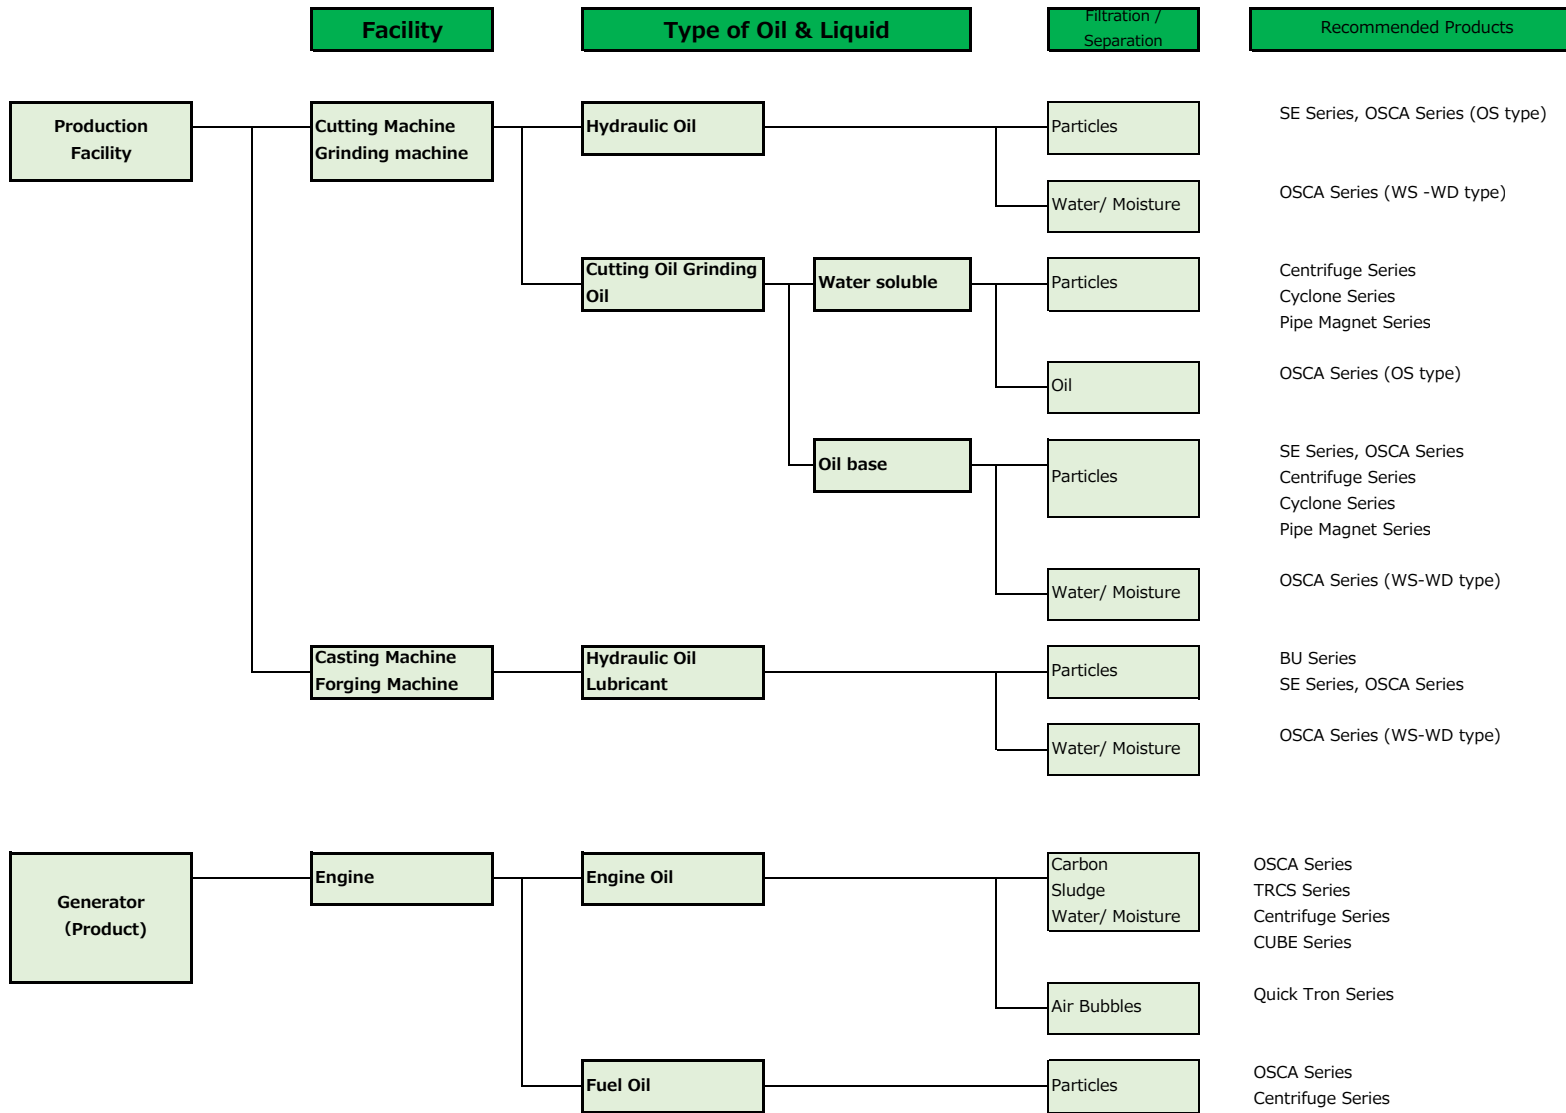 Facility
Type of Oil & Liquid
Filtration /
Separation
Recommended Products
Production
Facility
Cutting Machine
Grinding machine
Hydraulic Oil
Particles
SE Series, OSCA Series (OS type)
Water/ Moisture
OSCA Series (WS -WD type)
Cutting Oil Grinding
Oil
Water soluble
Particles
Centrifuge Series
Cyclone Series
Pipe Magnet Series
Oil
OSCA Series (OS type)
Oil base
Particles
SE Series, OSCA Series
Centrifuge Series
Cyclone Series
Pipe Magnet Series
Water/ Moisture
OSCA Series (WS-WD type)
Casting Machine
Forging Machine
Hydraulic Oil
Lubricant
Particles
BU Series
SE Series, OSCA Series
Water/ Moisture
OSCA Series (WS-WD type)
Generator
（Product)
Engine
Engine Oil
Carbon
Sludge
Water/ Moisture
OSCA Series
TRCS Series
Centrifuge Series
CUBE Series
Air Bubbles
Quick Tron Series
Fuel Oil
Particles
OSCA Series
Centrifuge Series